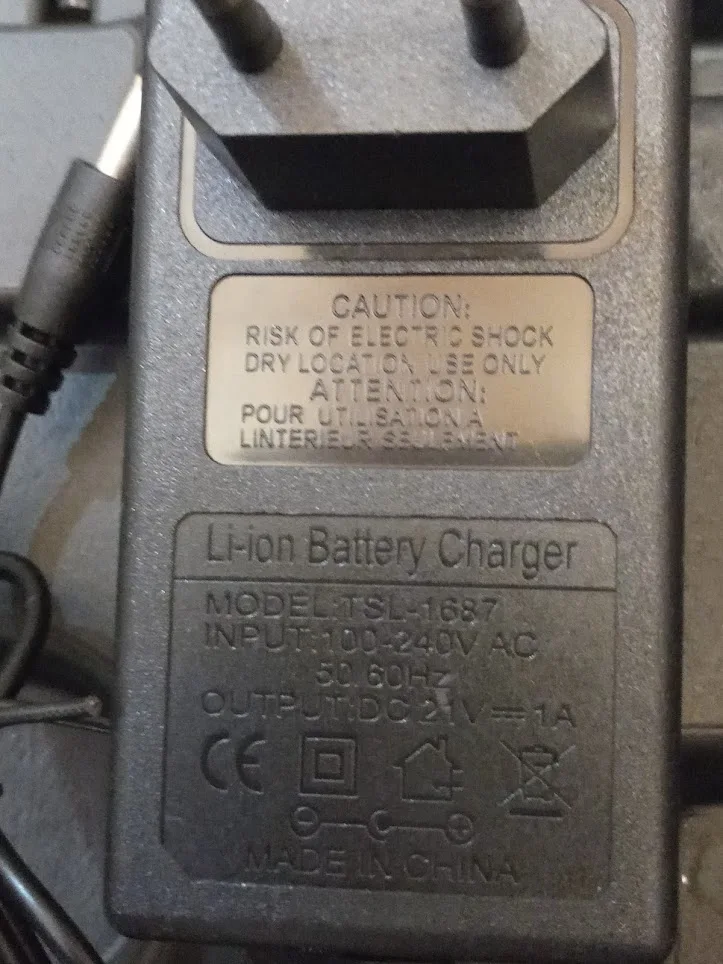 CAUTION:
RISK OF ELECTRIC SHOCK
DRY LOCATION USE ONLY
ATTENTION:
POUR UTILISATION A
LINTERIEUR SEULEMENT
Li-ion Battery Charger
MODEL:TSL-1687
INPUT:100-240V AC
50/60Hz
OUTPUT:DC 21V⎓1A
CE
MADE IN CHINA